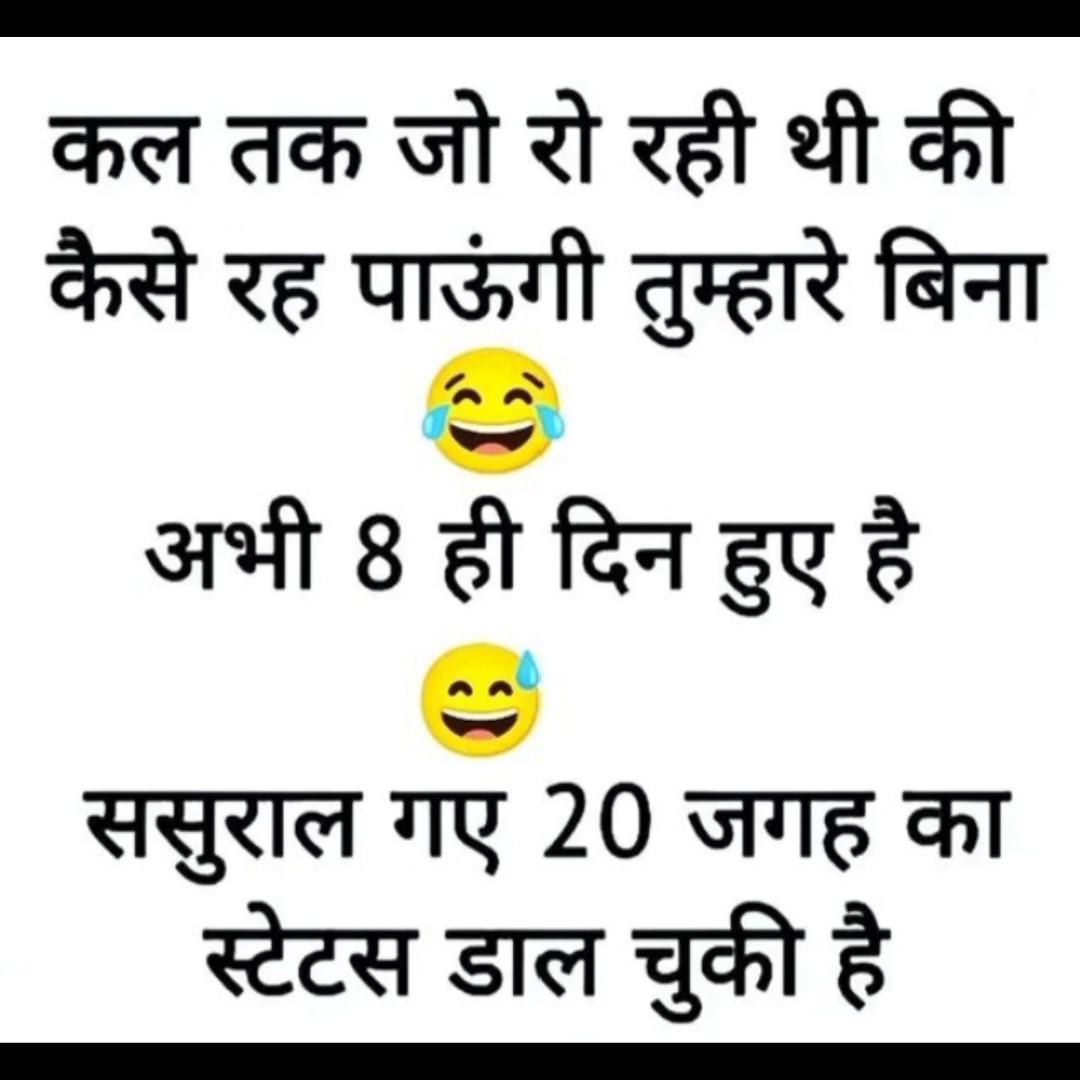 कल तक जो रो रही थी की
कैसे रह पाऊंगी तुम्हारे बिना
😂
अभी 8 ही दिन हुए है
😅
ससुराल गए 20 जगह का
स्टेटस डाल चुकी है